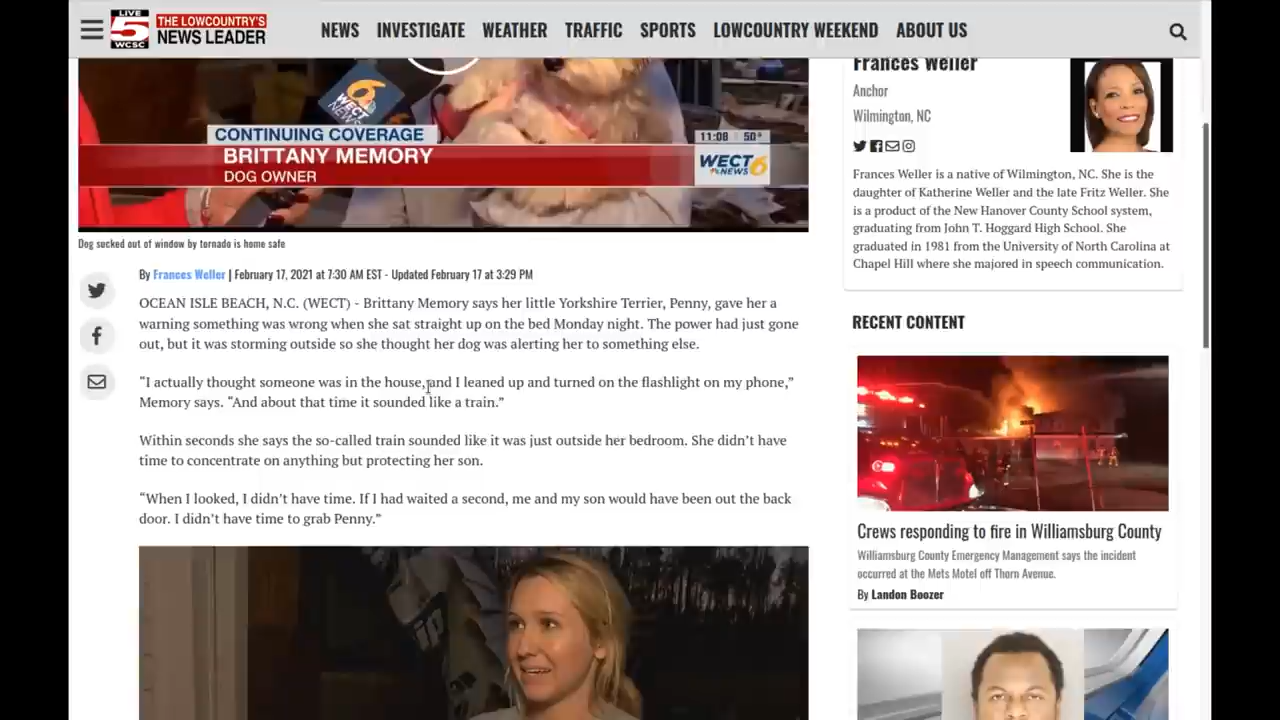 LIVE 5 WCSC
THE LOWCOUNTRY'S
NEWS LEADER
NEWS INVESTIGATE WEATHER TRAFFIC SPORTS LOWCOUNTRY WEEKEND ABOUT US
6
WECT
NEWS
CONTINUING COVERAGE
BRITTANY MEMORY
DOG OWNER
11:08 50°
WECT 6
NEWS
Dog sucked out of window by tornado is home safe
By Frances Weller | February 17, 2021 at 7:30 AM EST - Updated February 17 at 3:29 PM
OCEAN ISLE BEACH, N.C. (WECT) - Brittany Memory says her little Yorkshire Terrier, Penny, gave her a
warning something was wrong when she sat straight up on the bed Monday night. The power had just gone
out, but it was storming outside so she thought her dog was alerting her to something else.
“I actually thought someone was in the house, and I leaned up and turned on the flashlight on my phone,”
Memory says. “And about that time it sounded like a train.”
Within seconds she says the so-called train sounded like it was just outside her bedroom. She didn’t have
time to concentrate on anything but protecting her son.
“When I looked, I didn’t have time. If I had waited a second, me and my son would have been out the back
door. I didn’t have time to grab Penny.”
Frances Weller
Anchor
Wilmington, NC
Frances Weller is a native of Wilmington, NC. She is the
daughter of Katherine Weller and the late Fritz Weller. She
is a product of the New Hanover County School system,
graduating from John T. Hoggard High School. She
graduated in 1981 from the University of North Carolina at
Chapel Hill where she majored in speech communication.
RECENT CONTENT
Crews responding to fire in Williamsburg County
Williamsburg County Emergency Management says the incident
occurred at the Mets Motel off Thorn Avenue.
By Landon Boozer